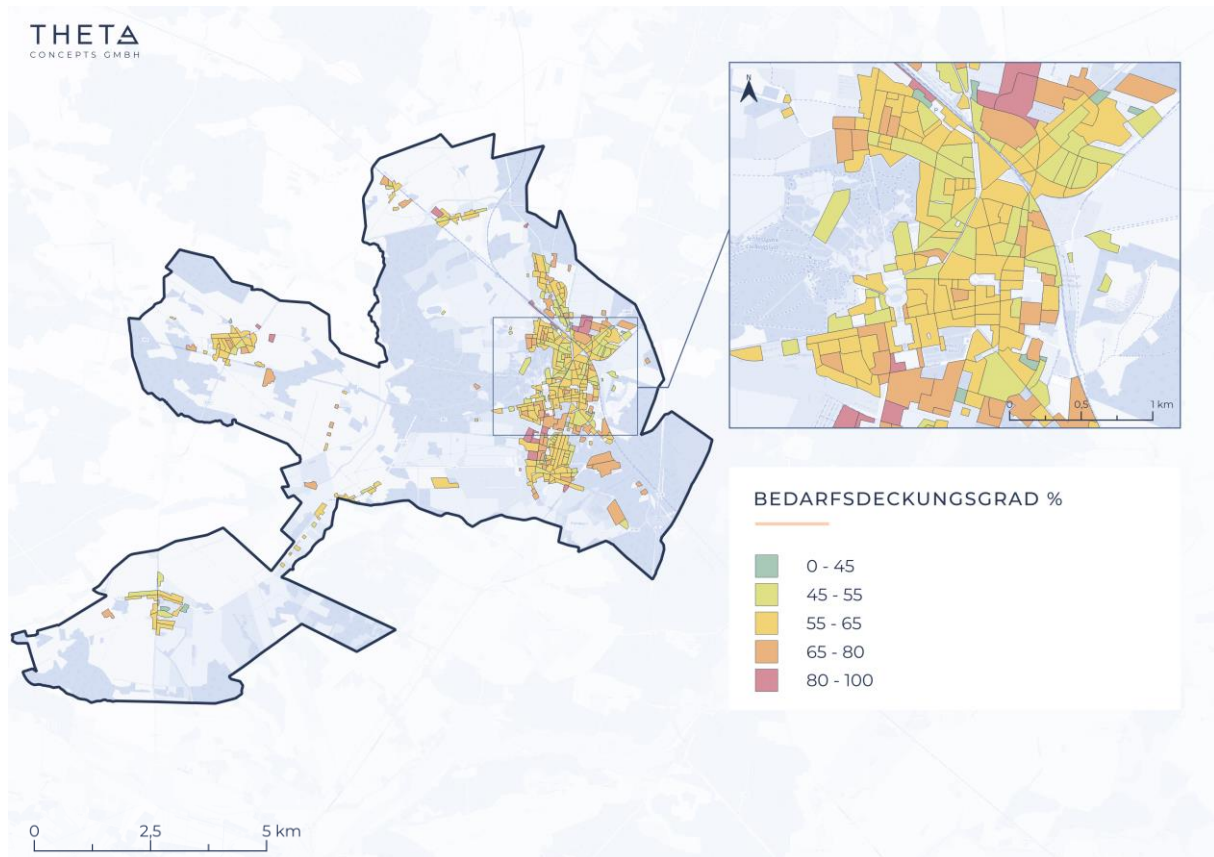 THETA
CONCEPTS GMBH
N
0 0,5 1 km
BEDARFSDECKUNGSGRAD %
0 - 45
45 - 55
55 - 65
65 - 80
80 - 100
0 2,5 5 km